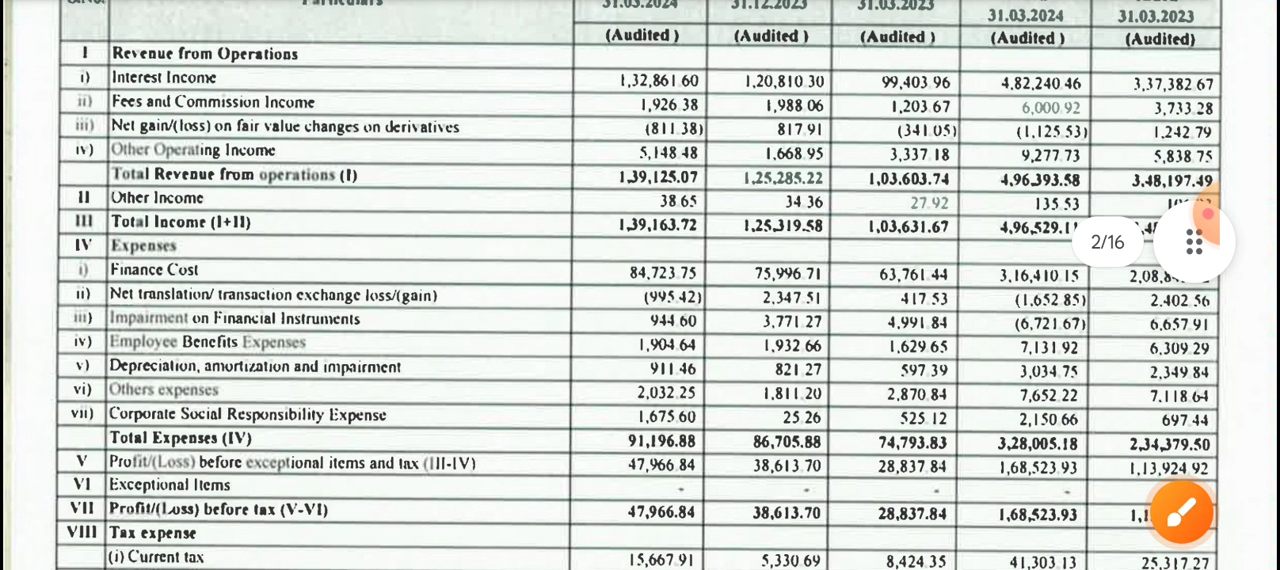 31.03.2024 31.12.2023 31.03.2023 31.03.2024 31.03.2023
(Audited ) (Audited ) (Audited ) (Audited ) (Audited)
I Revenue from Operations
i) Interest Income 1,32,861.60 1,20,810.30 99,403.96 4,82,240.46 3,37,382.67
ii) Fees and Commission Income 1,926.38 1,988.06 1,203.67 6,000.92 3,733.28
iii) Net gain/(loss) on fair value changes on derivatives (811.38) 817.91 (341.05) (1,125.53) 1,242.79
iv) Other Operating Income 5,148.48 1,668.95 3,337.18 9,277.73 5,838.75
Total Revenue from operations (I) 1,39,125.07 1,25,285.22 1,03,603.74 4,96,393.58 3,48,197.49
II Other Income 38.65 34.36 27.92 135.53
III Total Income (I+II) 1,39,163.72 1,25,319.58 1,03,631.67
2/16
IV Expenses
i) Finance Cost 84,723.75 75,996.71 63,761.44 3,16,410.15
ii) Net translation/ transaction exchange loss/(gain) (995.42) 2,347.51 417.53 (1,652.85) 2,402.56
iii) Impairment on Financial Instruments 944.60 3,771.27 4,991.84 (6,721.67) 6,657.91
iv) Employee Benefits Expenses 1,904.64 1,932.66 1,629.65 7,131.92 6,309.29
v) Depreciation, amortization and impairment 911.46 821.27 597.39 3,034.75 2,349.84
vi) Others expenses 2,032.25 1,811.20 2,870.84 7,652.22 7,118.64
vii) Corporate Social Responsibility Expense 1,675.60 25.26 525.12 2,150.66 697.44
Total Expenses (IV) 91,196.88 86,705.88 74,793.83 3,28,005.18 2,34,379.50
V Profit/(Loss) before exceptional items and tax (III-IV) 47,966.84 38,613.70 28,837.84 1,68,523.93 1,13,924.92
VI Exceptional Items - - - -
VII Profit/(Loss) before tax (V-VI) 47,966.84 38,613.70 28,837.84 1,68,523.93
VIII Tax expense
(i) Current tax 15,667.91 5,330.69 8,424.35 41,303.13 25,317.27